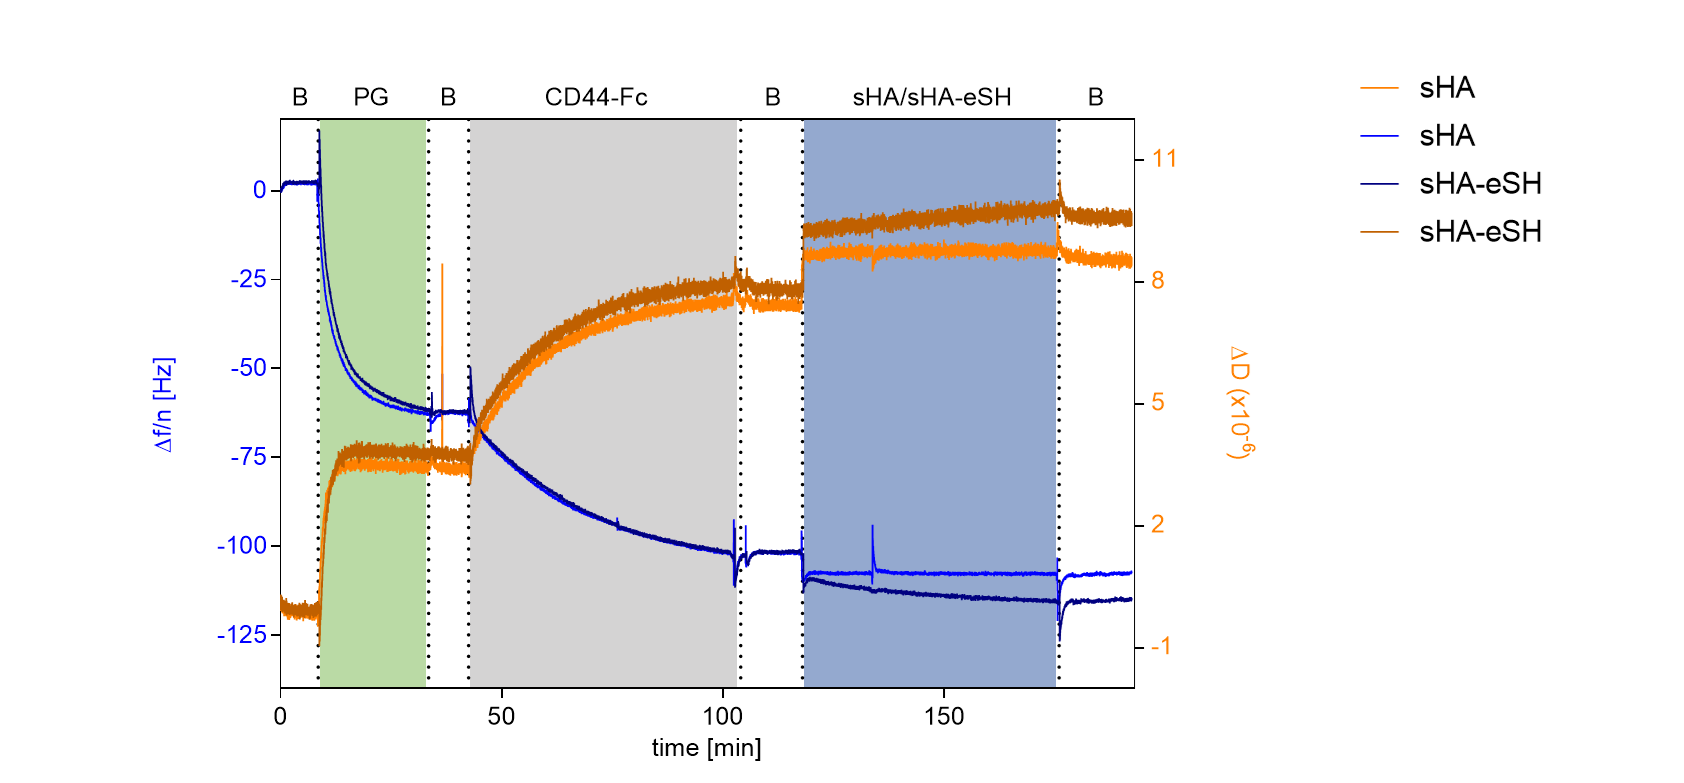 B PG B CD44-Fc B sHA/sHA-eSH B
sHA
sHA
sHA-eSH
sHA-eSH
0
-25
-50
-75
-100
-125
Δf/n [Hz]
11
8
5
2
-1
ΔD (x10⁻⁶)
0 50 100 150
time [min]